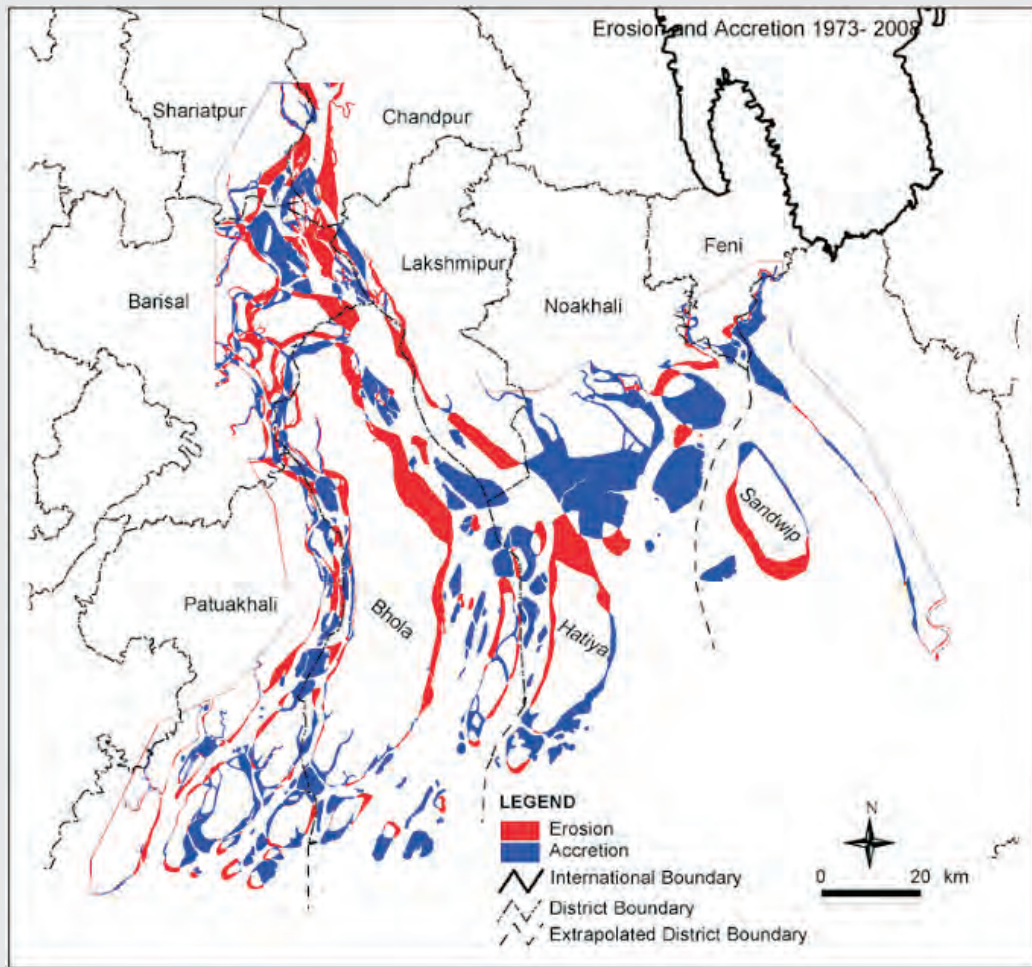 Erosion and Accretion 1973- 2008
Shariatpur
Chandpur
Feni
Lakshmipur
Barisal
Noakhali
Sandwip
Patuakhali
Bhola
Hatiya
LEGEND
Erosion
Accretion
International Boundary
District Boundary
Extrapolated District Boundary
N
0 20 km